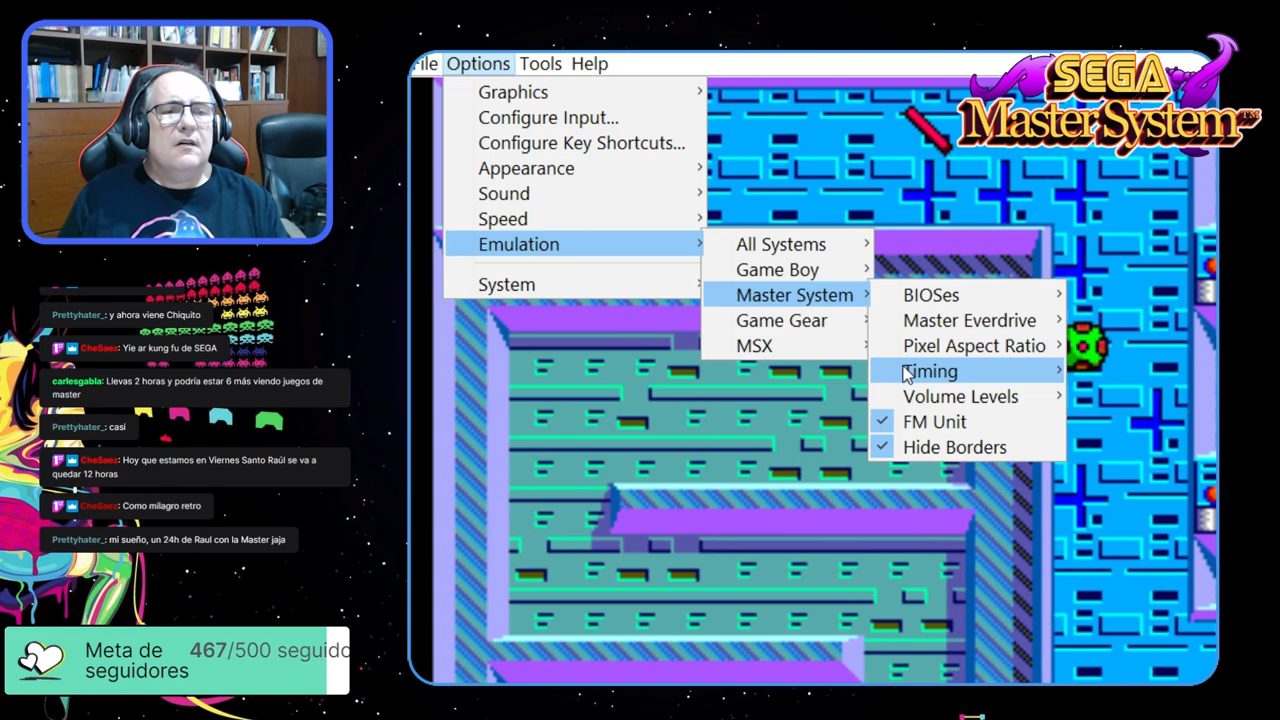 File Options Tools Help
Graphics
Configure Input...
Configure Key Shortcuts...
Appearance
Sound
Speed
Emulation
System
All Systems
Game Boy
Master System
Game Gear
MSX
BIOSes
Master Everdrive
Pixel Aspect Ratio
Timing
Volume Levels
FM Unit
Hide Borders
SEGA
Master System™
Prettyhater_: y ahora viene Chiquito
CheSaez: Yie ar kung fu de SEGA
carlesgabla: Llevas 2 horas y podría estar 6 más viendo juegos de
master
Prettyhater_: casi
CheSaez: Hoy que estamos en Viernes Santo Raúl se va a
quedar 12 horas
CheSaez: Como milagro retro
Prettyhater_: mi sueño, un 24h de Raul con la Master jaja
Meta de 467/500 seguido
seguidores